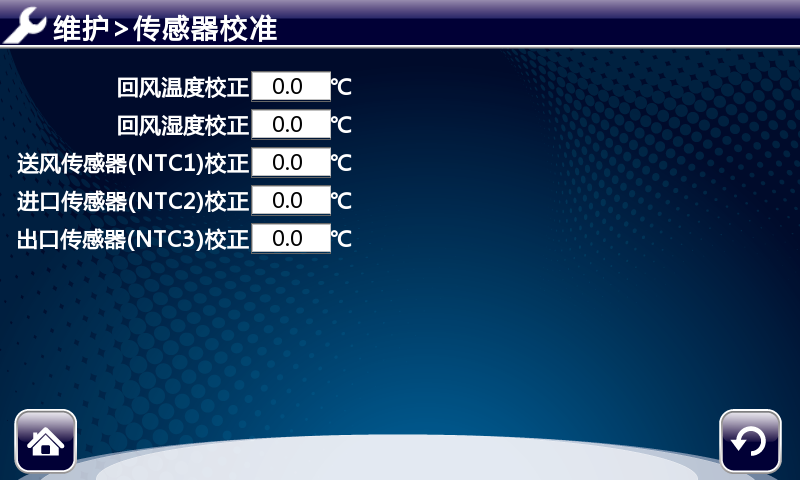 维护>传感器校准
回风温度校正 0.0 ℃
回风湿度校正 0.0 ℃
送风传感器(NTC1)校正 0.0 ℃
进口传感器(NTC2)校正 0.0 ℃
出口传感器(NTC3)校正 0.0 ℃